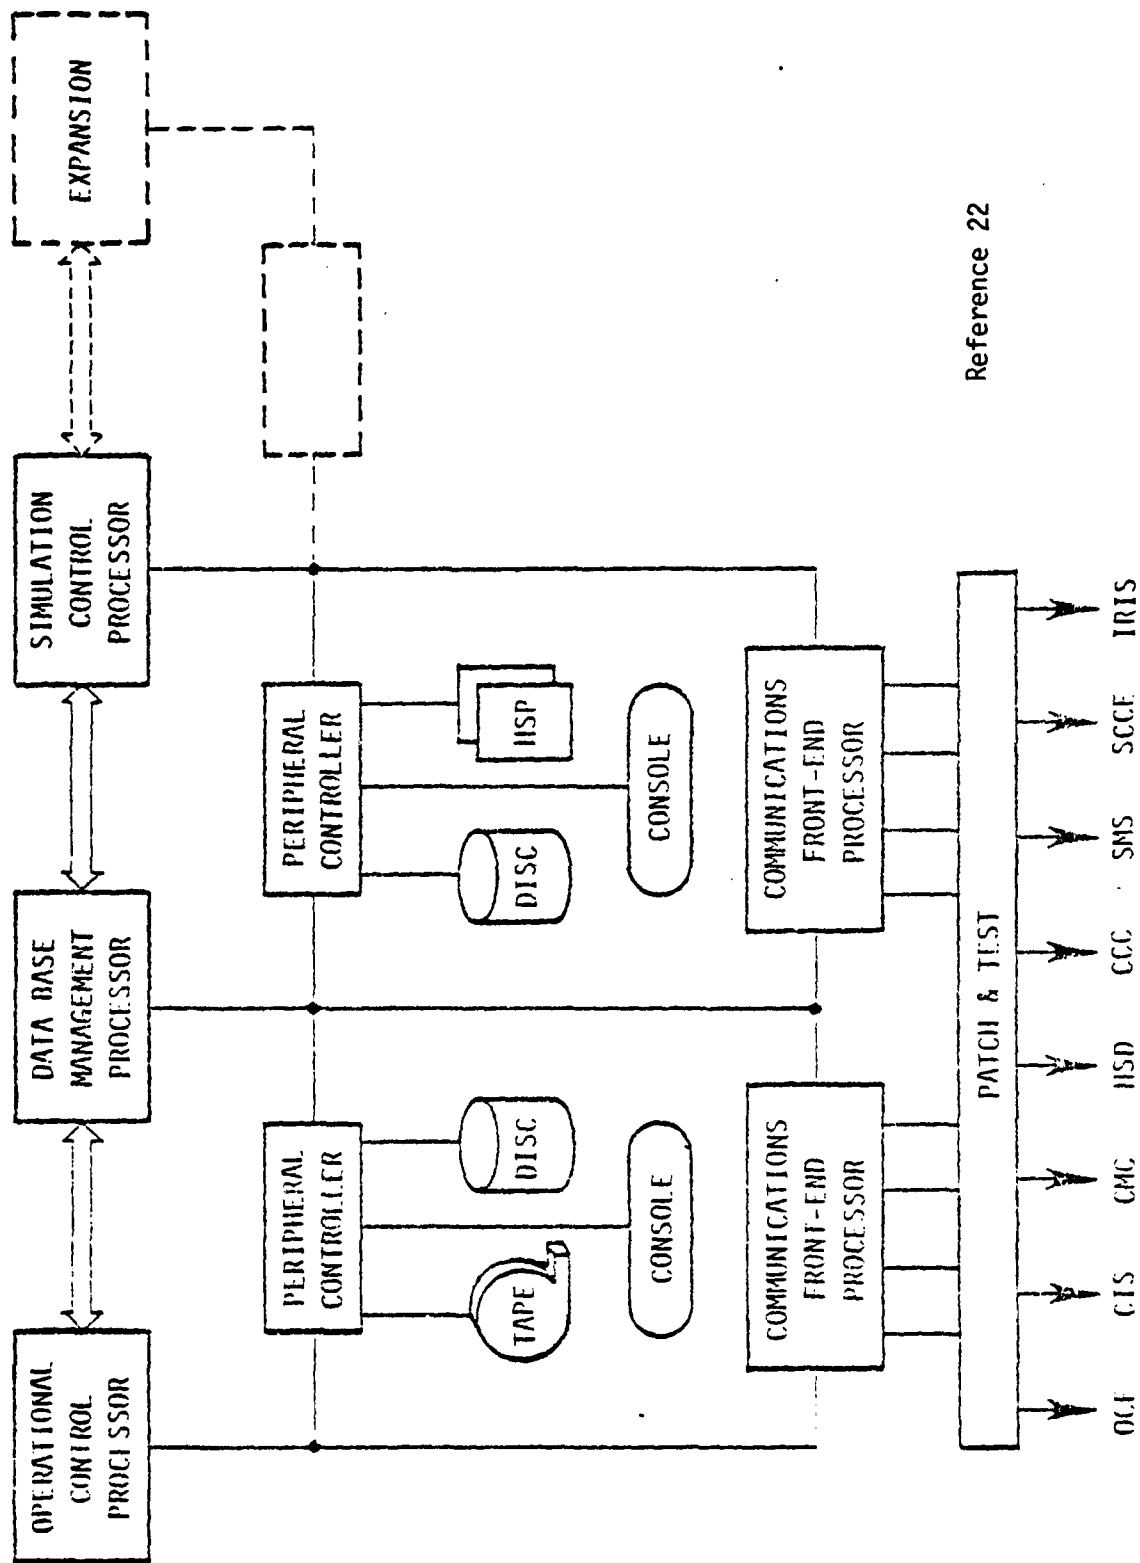 OPERATIONAL
CONTROL
PROCESSOR
DATA BASE
MANAGEMENT
PROCESSOR
SIMULATION
CONTROL
PROCESSOR
EXPANSION
PERIPHERAL
CONTROLLER
PERIPHERAL
CONTROLLER
TAPE
DISC
DISC
HSP
CONSOLE
CONSOLE
COMMUNICATIONS
FRONT-END
PROCESSOR
COMMUNICATIONS
FRONT-END
PROCESSOR
PATCH & TEST
OCF
CIS
CMC
HSD
CCC
SMS
SCCE
IRIS
Reference 22